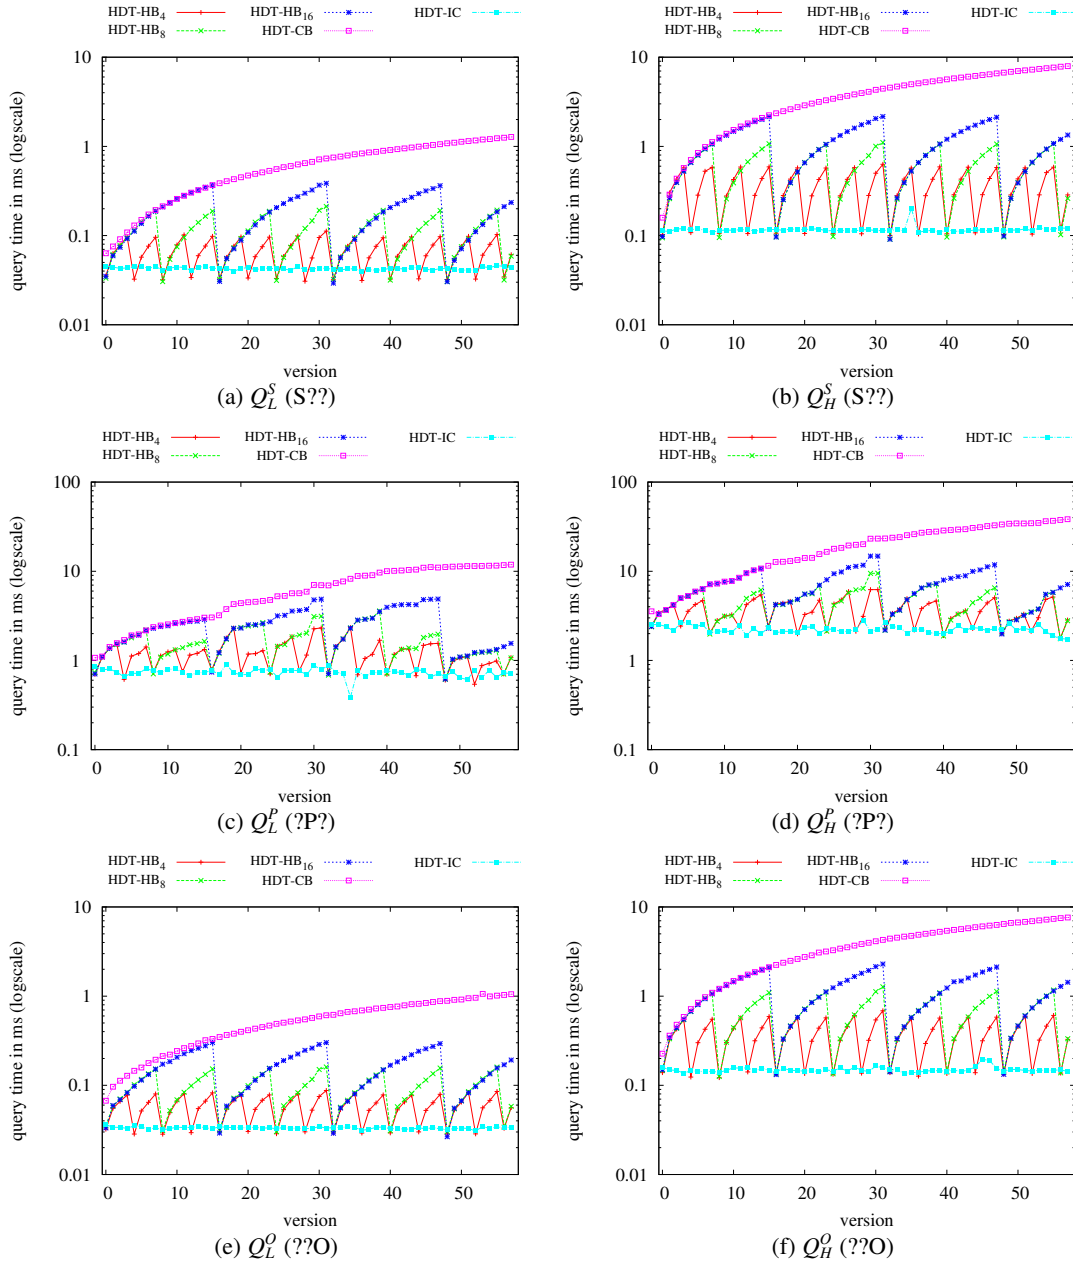 HDT-HB4 HDT-HB16 HDT-IC
HDT-HB8 HDT-CB
10
1
0.1
0.01
query time in ms (logscale)
0 10 20 30 40 50
version
(a) Q_L^S (S??)
HDT-HB4 HDT-HB16 HDT-IC
HDT-HB8 HDT-CB
10
1
0.1
0.01
query time in ms (logscale)
0 10 20 30 40 50
version
(b) Q_H^S (S??)
HDT-HB4 HDT-HB16 HDT-IC
HDT-HB8 HDT-CB
100
10
1
0.1
query time in ms (logscale)
0 10 20 30 40 50
version
(c) Q_L^P (?P?)
HDT-HB4 HDT-HB16 HDT-IC
HDT-HB8 HDT-CB
100
10
1
0.1
query time in ms (logscale)
0 10 20 30 40 50
version
(d) Q_H^P (?P?)
HDT-HB4 HDT-HB16 HDT-IC
HDT-HB8 HDT-CB
10
1
0.1
0.01
query time in ms (logscale)
0 10 20 30 40 50
version
(e) Q_L^O (??O)
HDT-HB4 HDT-HB16 HDT-IC
HDT-HB8 HDT-CB
10
1
0.1
0.01
query time in ms (logscale)
0 10 20 30 40 50
version
(f) Q_H^O (??O)